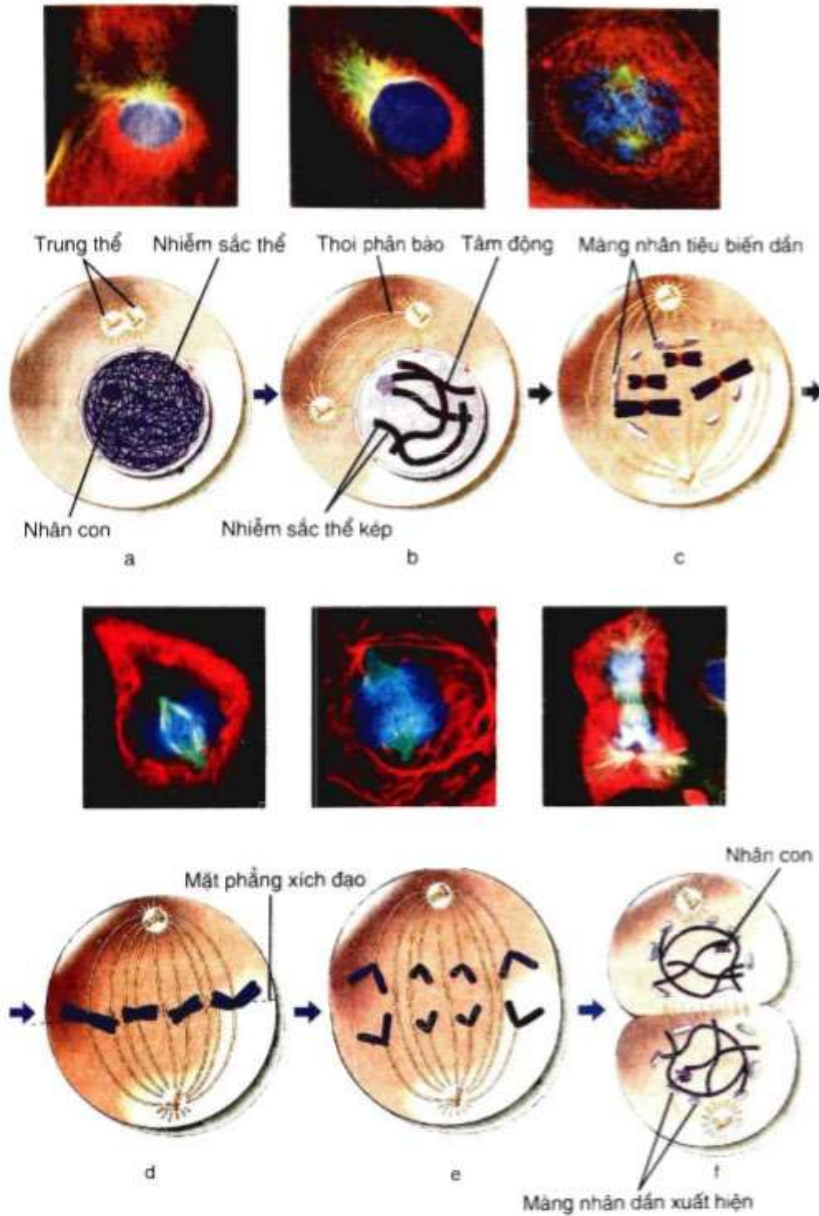 Trung thể
Nhiễm sắc thể
Thoi phân bào
Tâm động
Màng nhân tiêu biến dần
Nhân con
Nhiễm sắc thể kép
a
b
c
Mặt phẳng xích đạo
Nhân con
d
e
f
Màng nhân dần xuất hiện